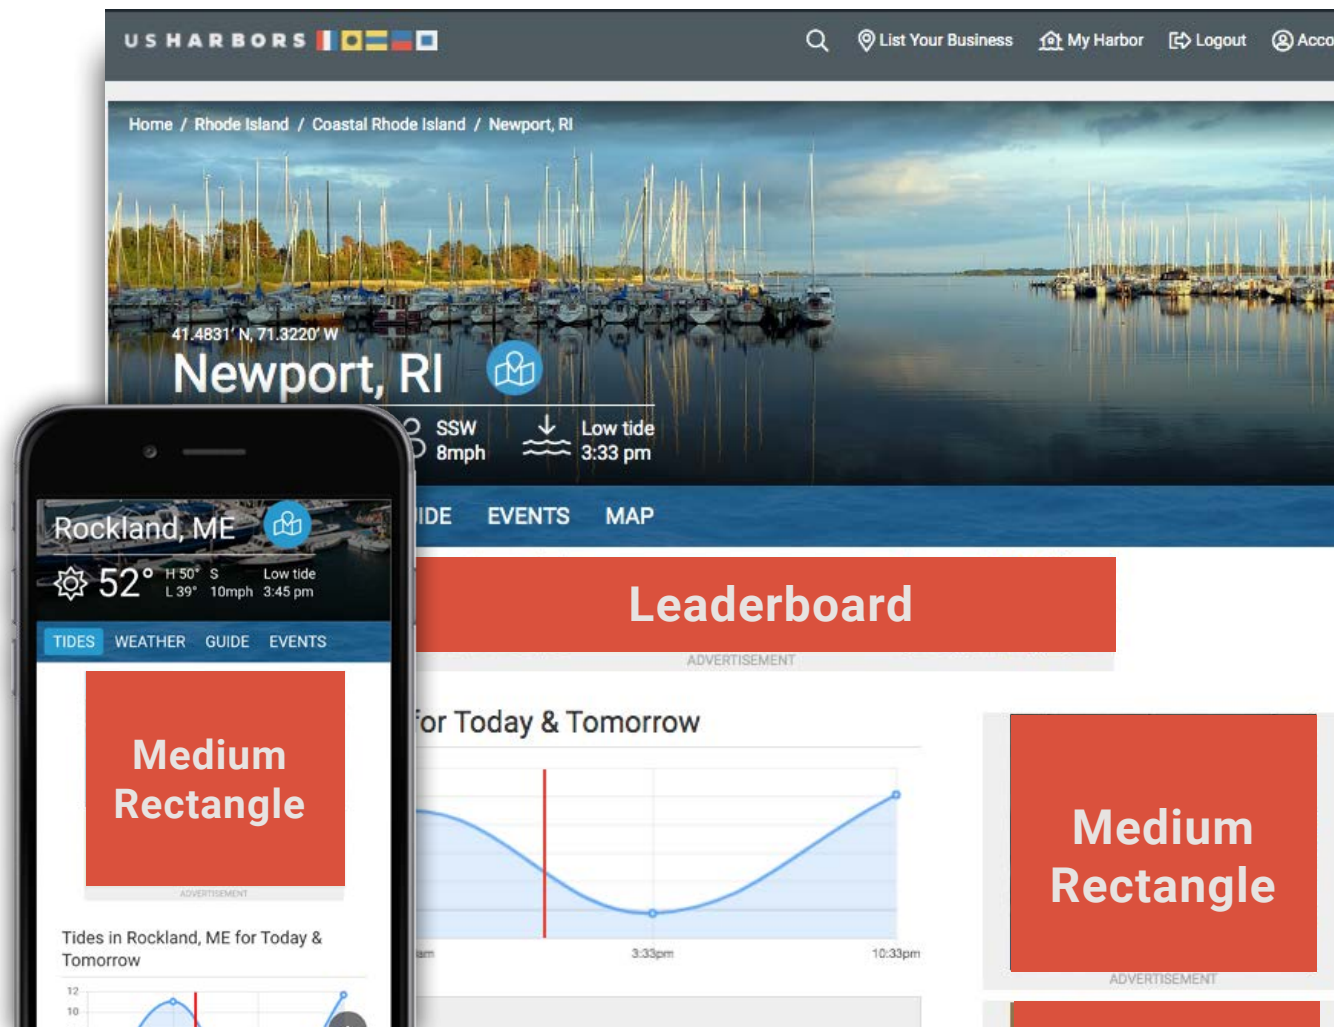 US HARBORS
List Your Business
My Harbor
Logout
Home / Rhode Island / Coastal Rhode Island / Newport, RI
41.4831' N, 71.3220' W
Newport, RI
SSW
8mph
Low tide
3:33 pm
EVENTS
MAP
Leaderboard
ADVERTISEMENT
for Today & Tomorrow
3:33pm
10:33pm
Medium
Rectangle
ADVERTISEMENT
Rockland, ME
52°
H 50° S Low tide
L 39° 10mph 3:45 pm
TIDES WEATHER GUIDE EVENTS
Medium
Rectangle
ADVERTISEMENT
Tides in Rockland, ME for Today &
Tomorrow
12
10